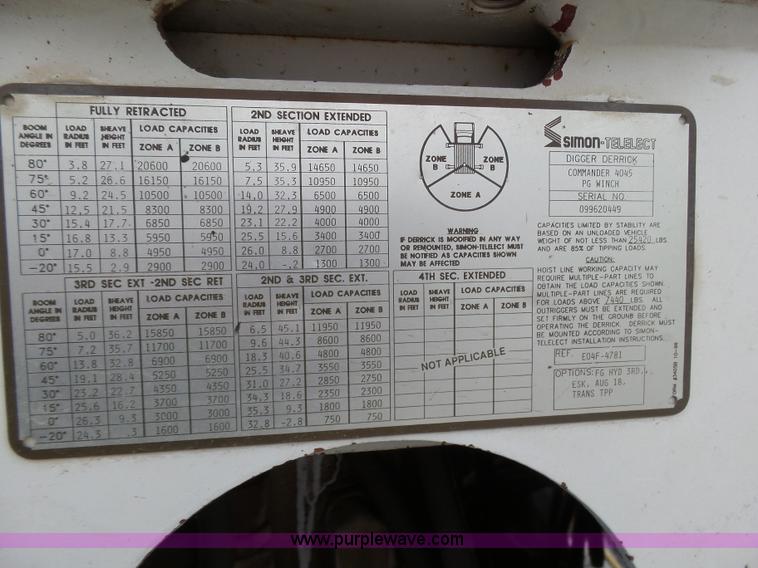 FULLY RETRACTED 2ND SECTION EXTENDED
BOOM ANGLE IN DEGREES LOAD RADIUS IN FEET SHEAVE HEIGHT IN FEET LOAD CAPACITIES ZONE A ZONE B LOAD RADIUS IN FEET SHEAVE HEIGHT IN FEET LOAD CAPACITIES ZONE A ZONE B
80° 3.8 27.1 20600 20600 5.3 35.9 14650 14650
75° 5.2 26.6 16150 16150 7.5 35.3 10950 10950
60° 9.2 24.5 10500 10500 14.0 32.3 6500 6500
45° 12.5 21.5 8300 8300 19.2 27.9 4900 4900
30° 15.4 17.7 6850 6850 23.1 22.2 4000 4000
15° 16.8 13.3 5950 5950 25.5 15.6 3400 3400
0° 17.0 8.8 4950 4950 26.0 8.8 2700 2700
-20° 15.5 2.9 2900 2900 24.0 -.2 1300 1300
3RD SEC EXT -2ND SEC RET 2ND & 3RD SEC. EXT. 4TH SEC. EXTENDED
BOOM ANGLE IN DEGREES LOAD RADIUS IN FEET SHEAVE HEIGHT IN FEET LOAD CAPACITIES ZONE A ZONE B LOAD RADIUS IN FEET SHEAVE HEIGHT IN FEET LOAD CAPACITIES ZONE A ZONE B LOAD RADIUS IN FEET SHEAVE HEIGHT IN FEET LOAD CAPACITIES ZONE A ZONE B
80° 5.0 36.2 15850 15850 6.5 45.1 11950 11950
75° 7.2 35.7 11700 11700 9.6 44.3 8600 8600
60° 13.8 32.8 6900 6900 18.3 40.6 4800 4800
45° 19.1 28.4 5250 5250 25.5 34.7 3550 3550
30° 23.2 22.7 4350 4350 31.0 27.2 2850 2750
15° 25.6 16.2 3700 3700 34.3 18.6 2350 2300
0° 26.3 9.3 3000 3000 35.3 9.3 1800 1800
-20° 24.3 .3 1600 1600 32.8 -2.8 750 750
NOT APPLICABLE
ZONE B
ZONE B
ZONE A
WARNING
IF DERRICK IS MODIFIED IN ANY WAY
OR REMOUNTED, SIMON-TELELECT MUST
BE NOTIFIED AS CAPACITIES SHOWN
MAY BE AFFECTED
SIMON-TELELECT
DIGGER DERRICK
COMMANDER 4045
PG WINCH
SERIAL NO.
099620449
CAPACITIES LIMITED BY STABILITY ARE
BASED ON AN UNLOADED VEHICLE
WEIGHT OF NOT LESS THAN 25420 LBS
AND ARE 85% OF TIPPING LOADS.
CAUTION:
HOIST LINE WORKING CAPACITY MAY
REQUIRE MULTIPLE-PART LINES TO
OBTAIN THE LOAD CAPACITIES SHOWN.
MULTIPLE-PART LINES ARE REQUIRED
FOR LOADS ABOVE 7440 LBS. ALL
OUTRIGGERS MUST BE EXTENDED AND
SET FIRMLY ON THE GROUND BEFORE
OPERATING THE DERRICK. DERRICK MUST
BE MOUNTED ACCORDING TO SIMON-
TELELECT INSTALLATION INSTRUCTIONS.
REF. E04F-4781
OPTIONS: FG HYD 3RD,
ESK, AUG 18,
TRANS TPP
www.purplewave.com